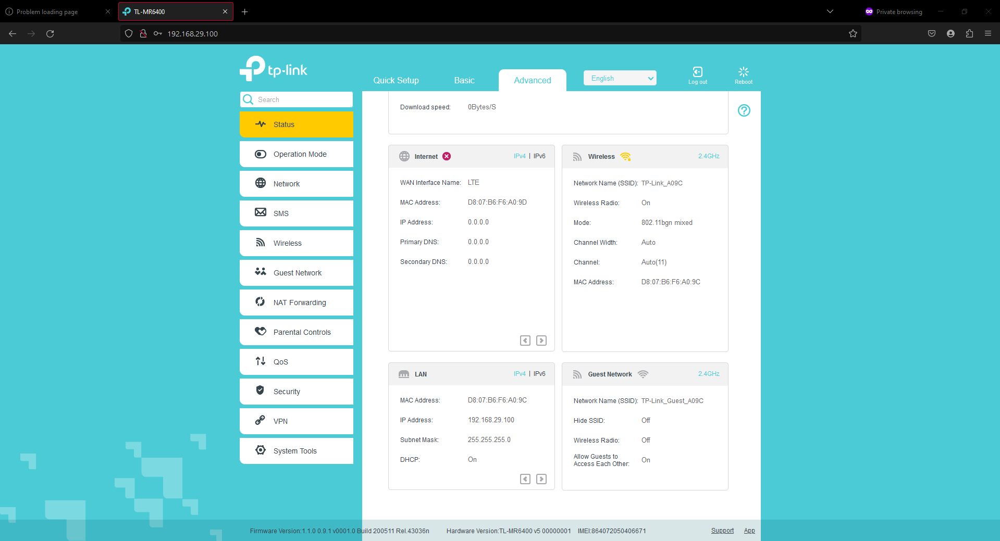 Problem loading page
TL-MR6400
Private browsing
192.168.29.100
tp-link
Quick Setup
Basic
Advanced
English
Log out
Reboot
Search
Status
Operation Mode
Network
SMS
Wireless
Guest Network
NAT Forwarding
Parental Controls
QoS
Security
VPN
System Tools
Download speed: 0Bytes/S
Internet IPv4 | IPv6
WAN Interface Name: LTE
MAC Address: D8:07:B6:F6:A0:9D
IP Address: 0.0.0.0
Primary DNS: 0.0.0.0
Secondary DNS: 0.0.0.0
Wireless 2.4GHz
Network Name (SSID): TP-Link_A09C
Wireless Radio: On
Mode: 802.11bgn mixed
Channel Width: Auto
Channel: Auto(11)
MAC Address: D8:07:B6:F6:A0:9C
LAN IPv4 | IPv6
MAC Address: D8:07:B6:F6:A0:9C
IP Address: 192.168.29.100
Subnet Mask: 255.255.255.0
DHCP: On
Guest Network 2.4GHz
Network Name (SSID): TP-Link_Guest_A09C
Hide SSID: Off
Wireless Radio: Off
Allow Guests to
Access Each Other: On
Firmware Version:1.1.0 0.9.1 v0001.0 Build 200511 Rel.43036n Hardware Version:TL-MR6400 v5 00000001 IMEI:864072050406671 Support App